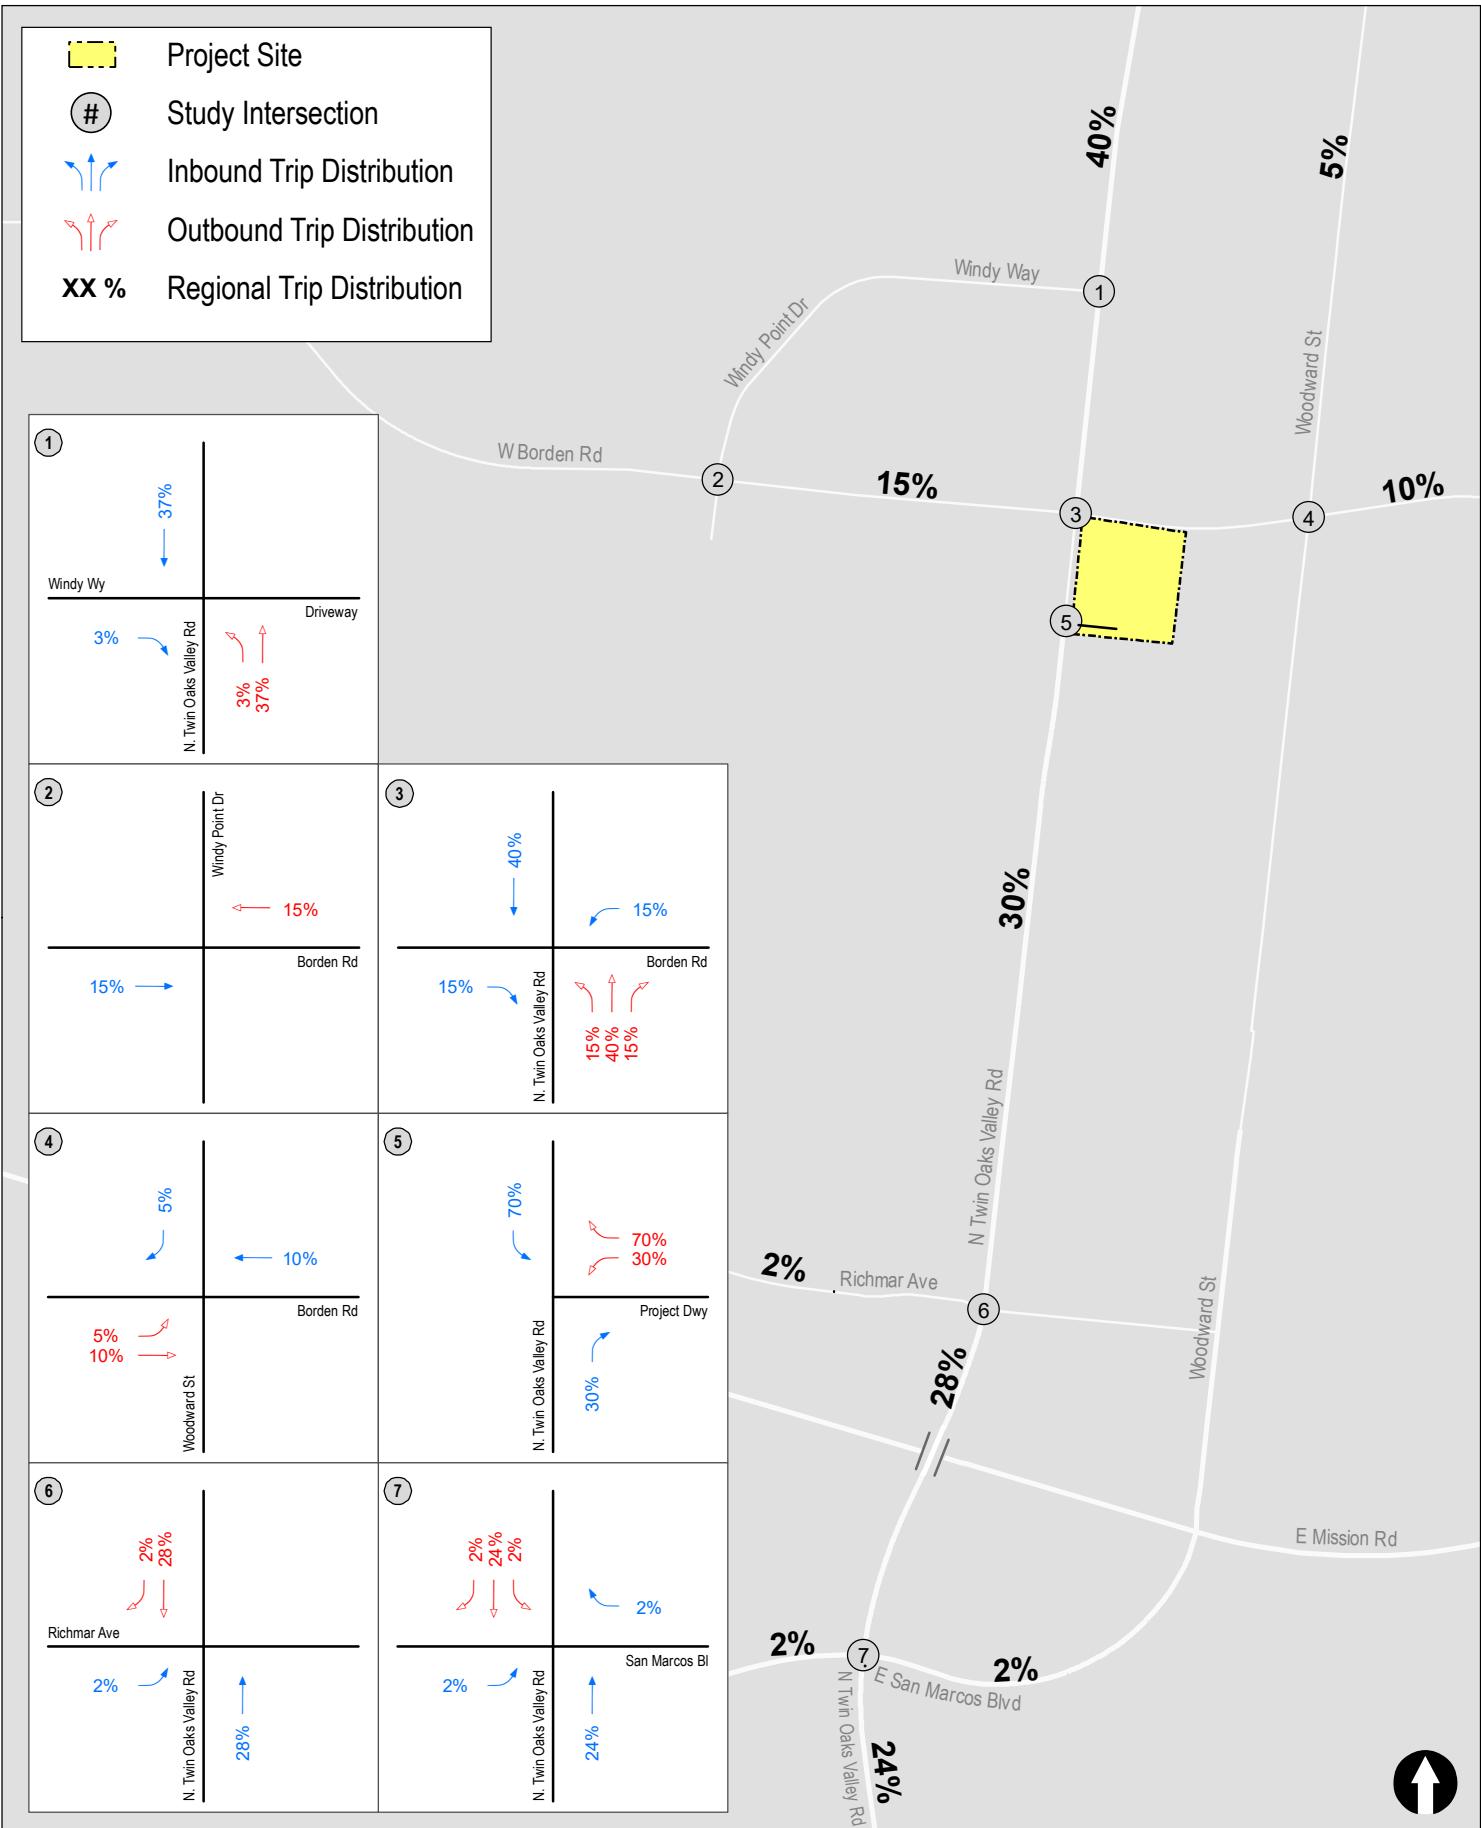 Project Site
# Study Intersection
Inbound Trip Distribution
Outbound Trip Distribution
XX % Regional Trip Distribution
40%
5%
Windy Way
1
Windy Point Dr
Woodward St
W Borden Rd
2
15%
3
4
10%
5
30%
N Twin Oaks Valley Rd
2%
Richmar Ave
6
Woodward St
28%
E Mission Rd
2%
7
E San Marcos Blvd
2%
N Twin Oaks Valley Rd
24%
1
37%
Windy Wy
Driveway
3%
N. Twin Oaks Valley Rd
3%
37%
2
Windy Point Dr
15%
Borden Rd
15%
3
40%
15%
Borden Rd
15%
N. Twin Oaks Valley Rd
15%
40%
15%
4
5%
10%
Borden Rd
5%
10%
Woodward St
5
70%
70%
30%
Project Dwy
N. Twin Oaks Valley Rd
30%
6
2%
28%
Richmar Ave
2%
N. Twin Oaks Valley Rd
28%
7
2%
24%
2%
2%
San Marcos Bl
2%
N. Twin Oaks Valley Rd
24%